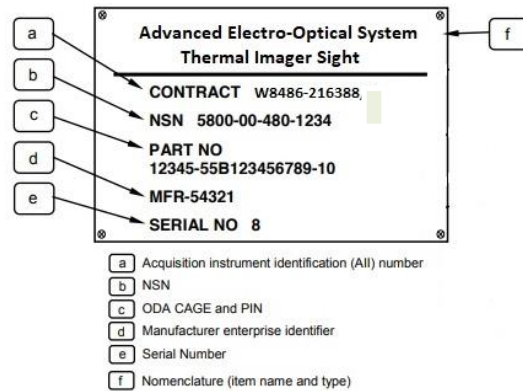 a
Advanced Electro-Optical System
f
Thermal Imager Sight
b
CONTRACT W8486-216388,
NSN 5800-00-480-1234
c
PART NO
12345-55B123456789-10
d
MFR-54321
e
SERIAL NO 8
a Acquisition instrument identification (AII) number
b NSN
c ODA CAGE and PIN
d Manufacturer enterprise identifier
e Serial Number
f Nomenclature (item name and type)